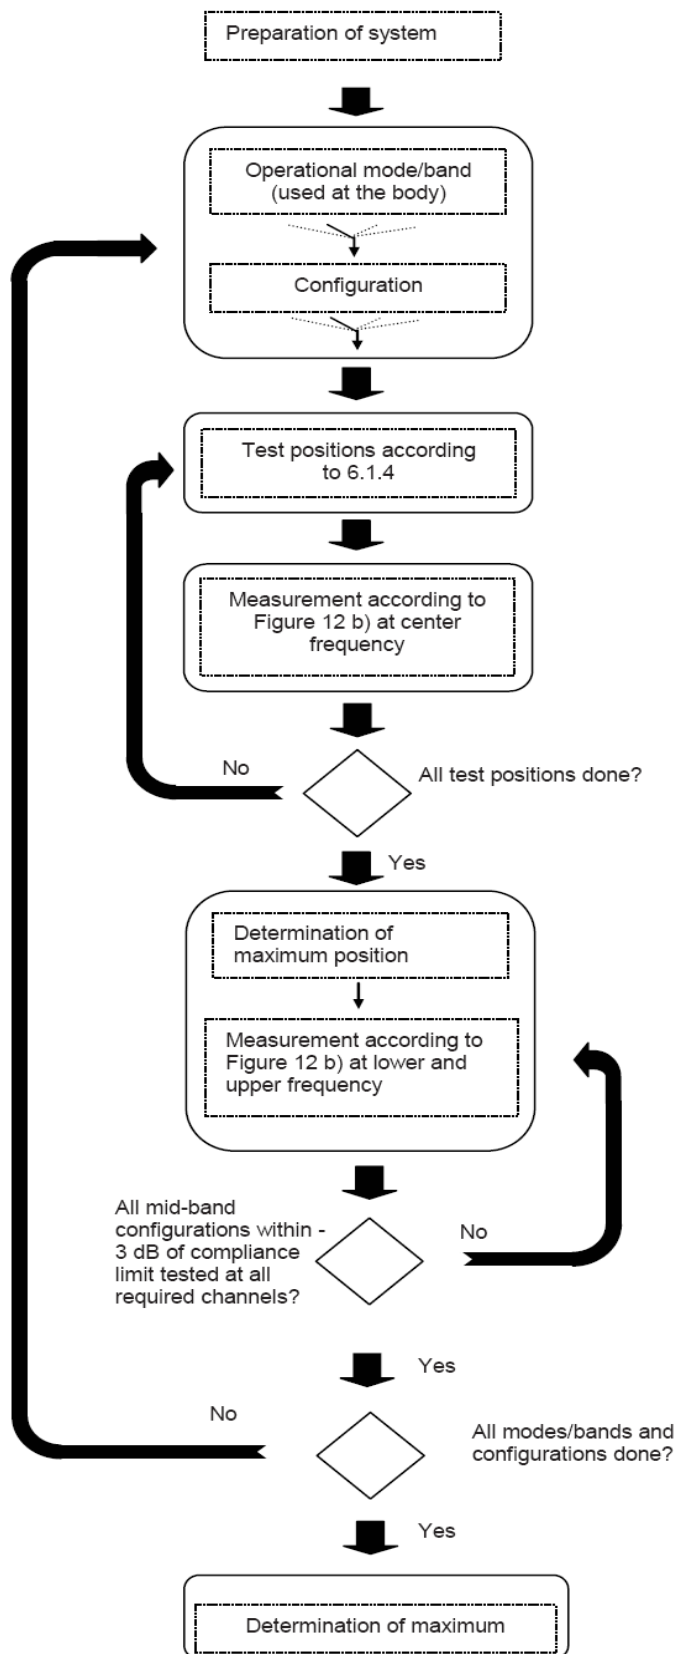 Preparation of system
Operational mode/band
(used at the body)
Configuration
Test positions according
to 6.1.4
Measurement according to
Figure 12 b) at center
frequency
No
All test positions done?
Yes
Determination of
maximum position
Measurement according to
Figure 12 b) at lower and
upper frequency
All mid-band
configurations within -
3 dB of compliance
limit tested at all
required channels?
No
Yes
No
All modes/bands and
configurations done?
Yes
Determination of maximum